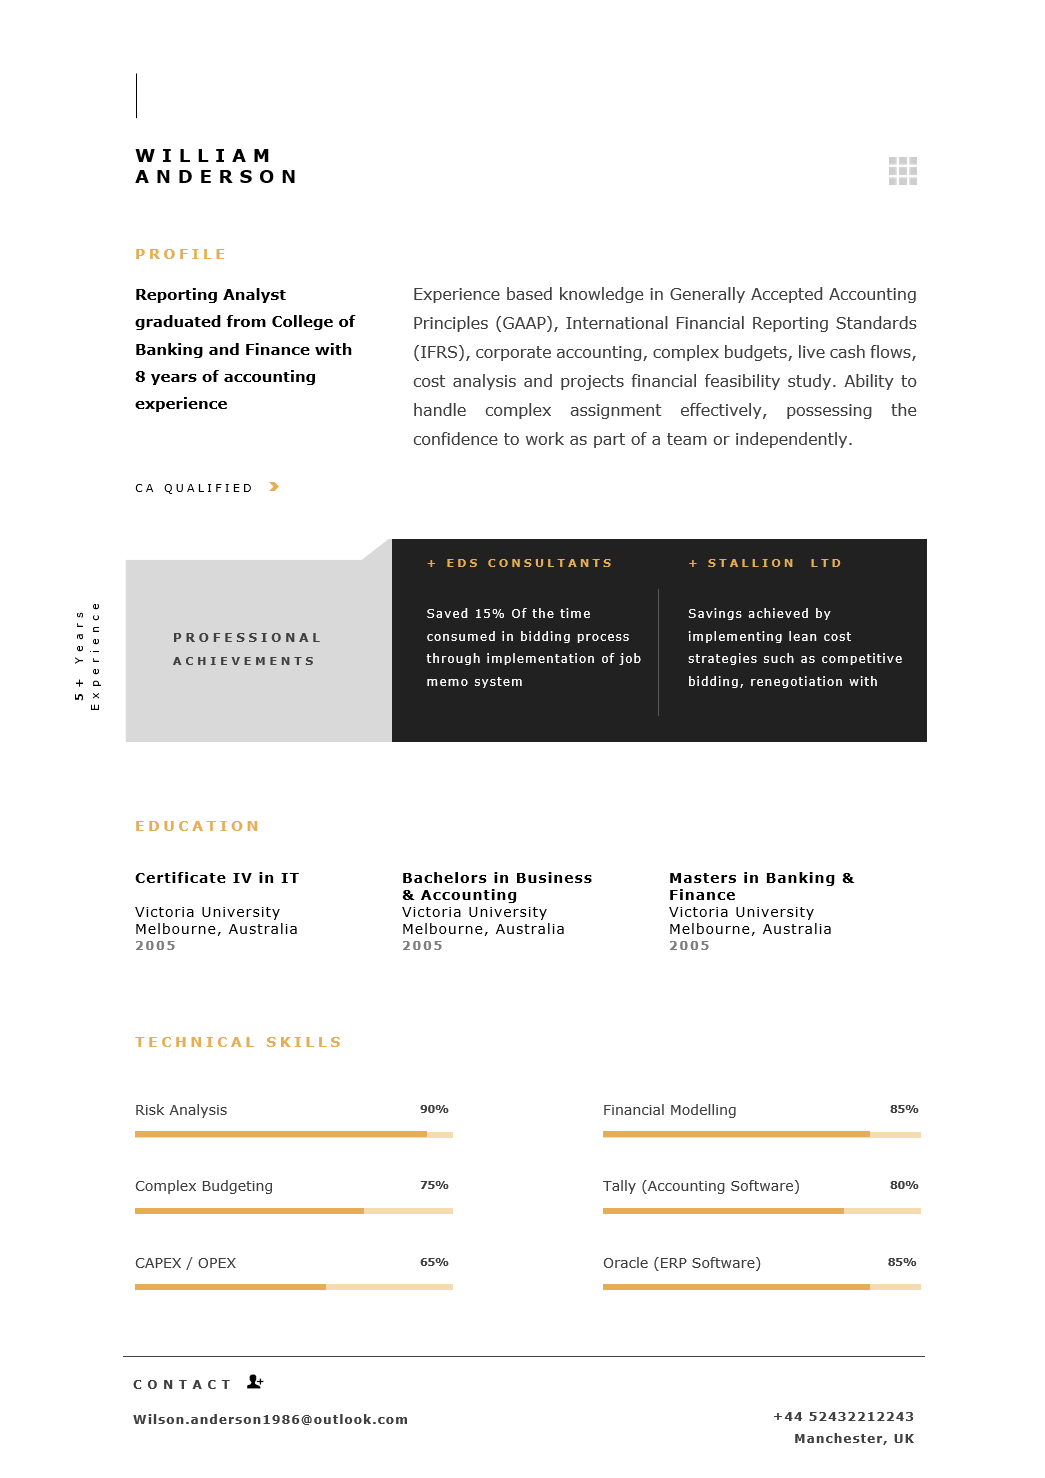 WILLIAM
ANDERSON
PROFILE
Reporting Analyst
graduated from College of
Banking and Finance with
8 years of accounting
experience
Experience based knowledge in Generally Accepted Accounting
Principles (GAAP), International Financial Reporting Standards
(IFRS), corporate accounting, complex budgets, live cash flows,
cost analysis and projects financial feasibility study. Ability to
handle complex assignment effectively, possessing the
confidence to work as part of a team or independently.
CA QUALIFIED
5+ Years
Experience
PROFESSIONAL
ACHIEVEMENTS
+ EDS CONSULTANTS
Saved 15% Of the time
consumed in bidding process
through implementation of job
memo system
+ STALLION LTD
Savings achieved by
implementing lean cost
strategies such as competitive
bidding, renegotiation with
EDUCATION
Certificate IV in IT
Victoria University
Melbourne, Australia
2005
Bachelors in Business
& Accounting
Victoria University
Melbourne, Australia
2005
Masters in Banking &
Finance
Victoria University
Melbourne, Australia
2005
TECHNICAL SKILLS
Risk Analysis 90%
Complex Budgeting 75%
CAPEX / OPEX 65%
Financial Modelling 85%
Tally (Accounting Software) 80%
Oracle (ERP Software) 85%
CONTACT
Wilson.anderson1986@outlook.com
+44 52432212243
Manchester, UK